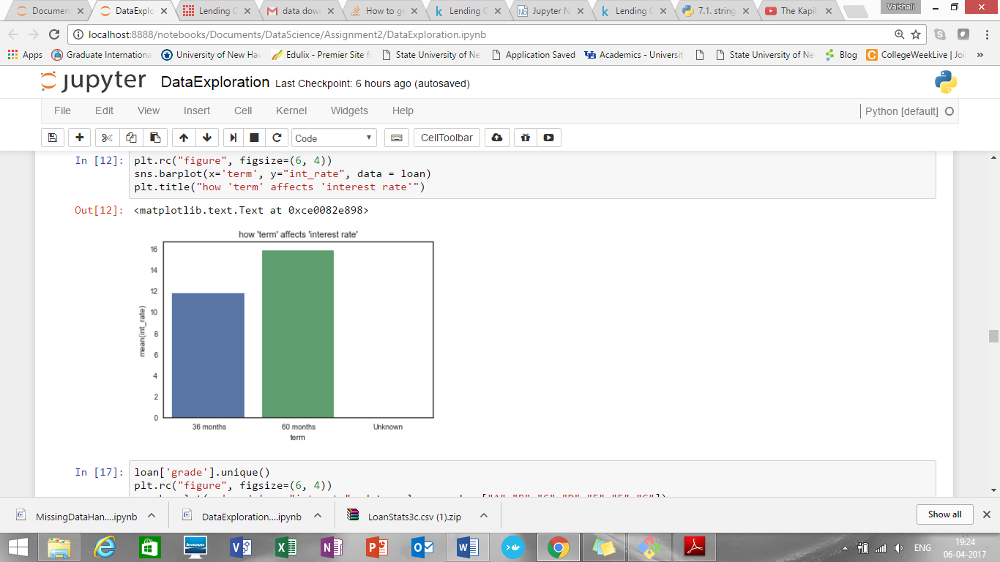 Documen
DataExplo
Lending C
data down
How to ge
Lending C
Jupyter N
Lending C
7.1. string
The Kapil
Vaishali
localhost:8888/notebooks/Documents/DataScience/Assignment2/DataExploration.ipynb
Apps
Graduate Internationa
University of New Hav
Edulix - Premier Site f
State University of Ne
Application Saved
Academics - Universit
State University of Ne
Blog
CollegeWeekLive | Joi
»
jupyter DataExploration Last Checkpoint: 6 hours ago (autosaved)
File Edit View Insert Cell Kernel Widgets Help Python [default]
Code CellToolbar
In [12]: plt.rc("figure", figsize=(6, 4))
sns.barplot(x='term', y="int_rate", data = loan)
plt.title("how 'term' affects 'interest rate'")
Out[12]: <matplotlib.text.Text at 0xce0082e898>
how 'term' affects 'interest rate'
16
14
12
10
8
6
4
2
0
mean(int_rate)
36 months 60 months Unknown
term
In [17]: loan['grade'].unique()
plt.rc("figure", figsize=(6, 4))
MissingDataHan....ipynb
DataExploration....ipynb
LoanStats3c.csv (1).zip
Show all
lenovo
ENG
19:24
06-04-2017